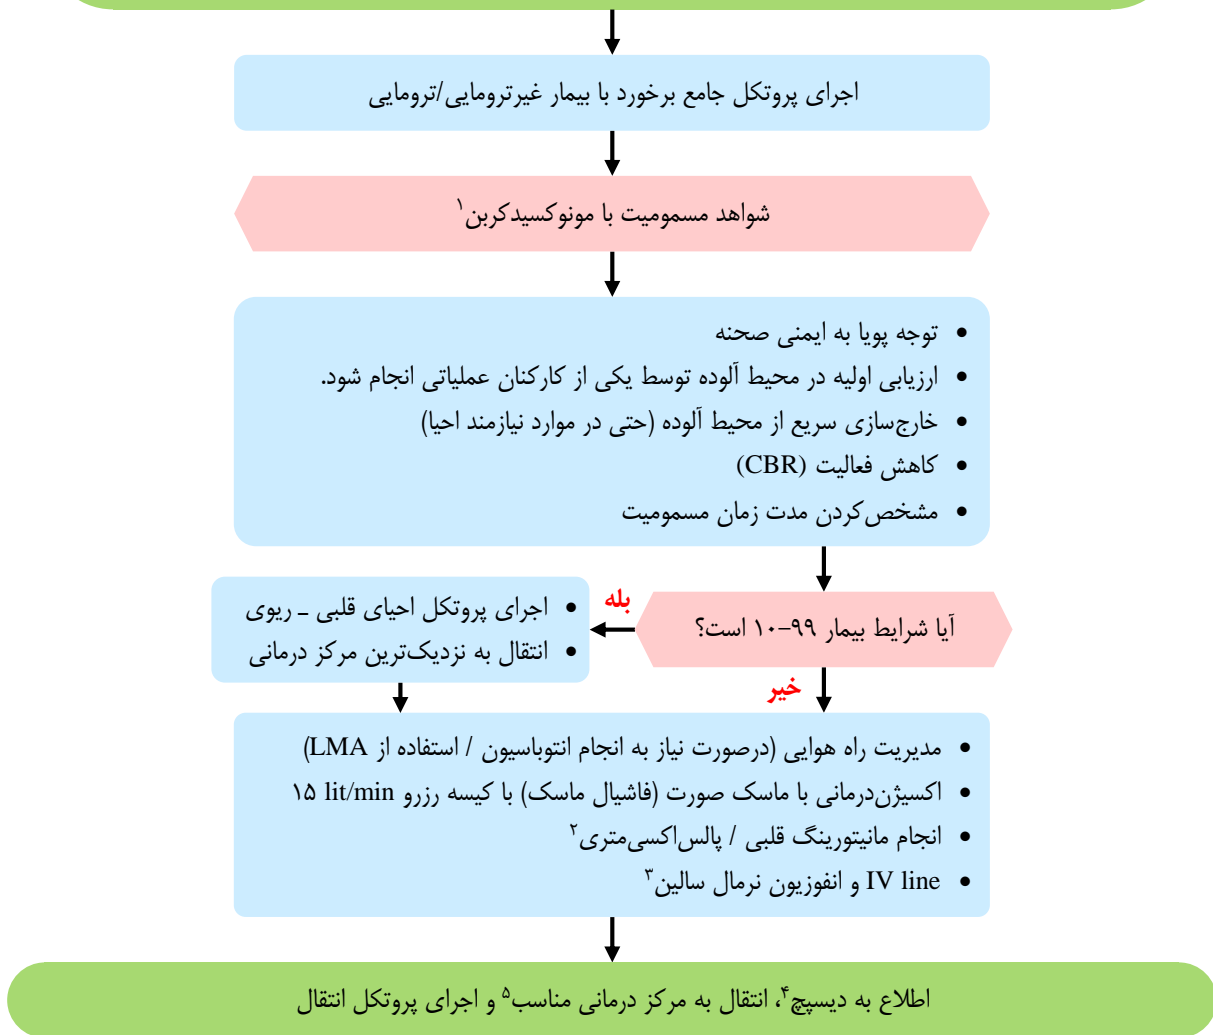 اجرای پروتکل جامع برخورد با بیمار غیرترومایی/ترومایی
شواهد مسمومیت با مونوکسیدکربن۱
• توجه پویا به ایمنی صحنه
• ارزیابی اولیه در محیط آلوده توسط یکی از کارکنان عملیاتی انجام شود.
• خارج‌سازی سریع از محیط آلوده (حتی در موارد نیازمند احیا)
• کاهش فعالیت (CBR)
• مشخص‌کردن مدت زمان مسمومیت
آیا شرایط بیمار ۹۹-۱۰ است؟
بله
• اجرای پروتکل احیای قلبی ـ ریوی
• انتقال به نزدیک‌ترین مرکز درمانی
خیر
• مدیریت راه هوایی (درصورت نیاز به انجام انتوباسیون / استفاده از LMA)
• اکسیژن‌درمانی با ماسک صورت (فاشیال ماسک) با کیسه رزرو ۱۵ lit/min
• انجام مانیتورینگ قلبی / پالس‌اکسی‌متری۲
• IV line و انفوزیون نرمال سالین۳
اطلاع به دیسپچ۴، انتقال به مرکز درمانی مناسب۵ و اجرای پروتکل انتقال